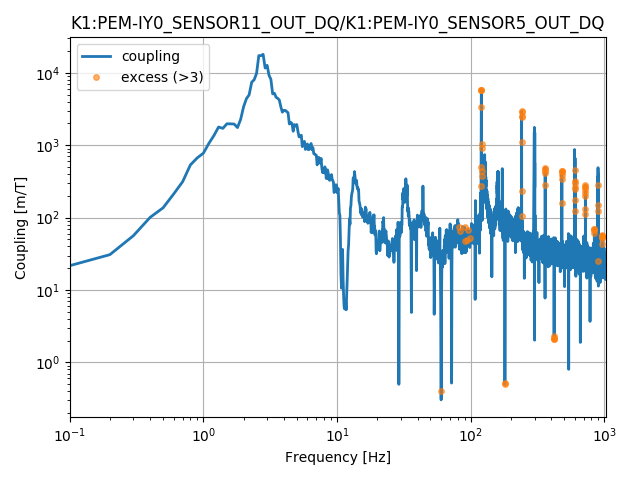 K1:PEM-IY0_SENSOR11_OUT_DQ/K1:PEM-IY0_SENSOR5_OUT_DQ
coupling
excess (>3)
Coupling [m/T]
10⁴
10³
10²
10¹
10⁰
10⁻¹ 10⁰ 10¹ 10² 10³
Frequency [Hz]